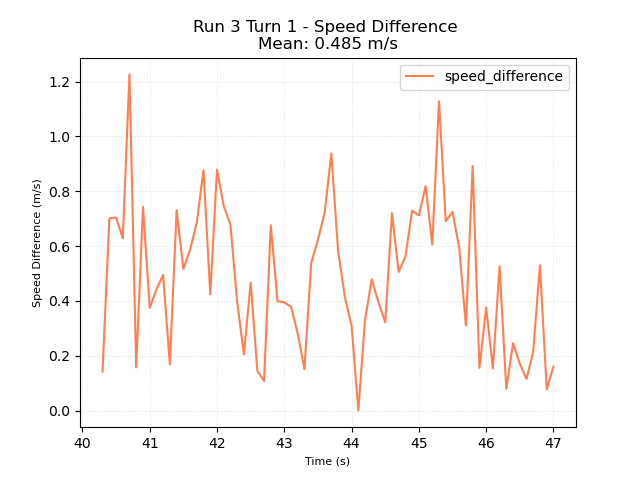 Run 3 Turn 1 - Speed Difference
Mean: 0.485 m/s
speed_difference
Speed Difference (m/s)
1.2
1.0
0.8
0.6
0.4
0.2
0.0
40 41 42 43 44 45 46 47
Time (s)